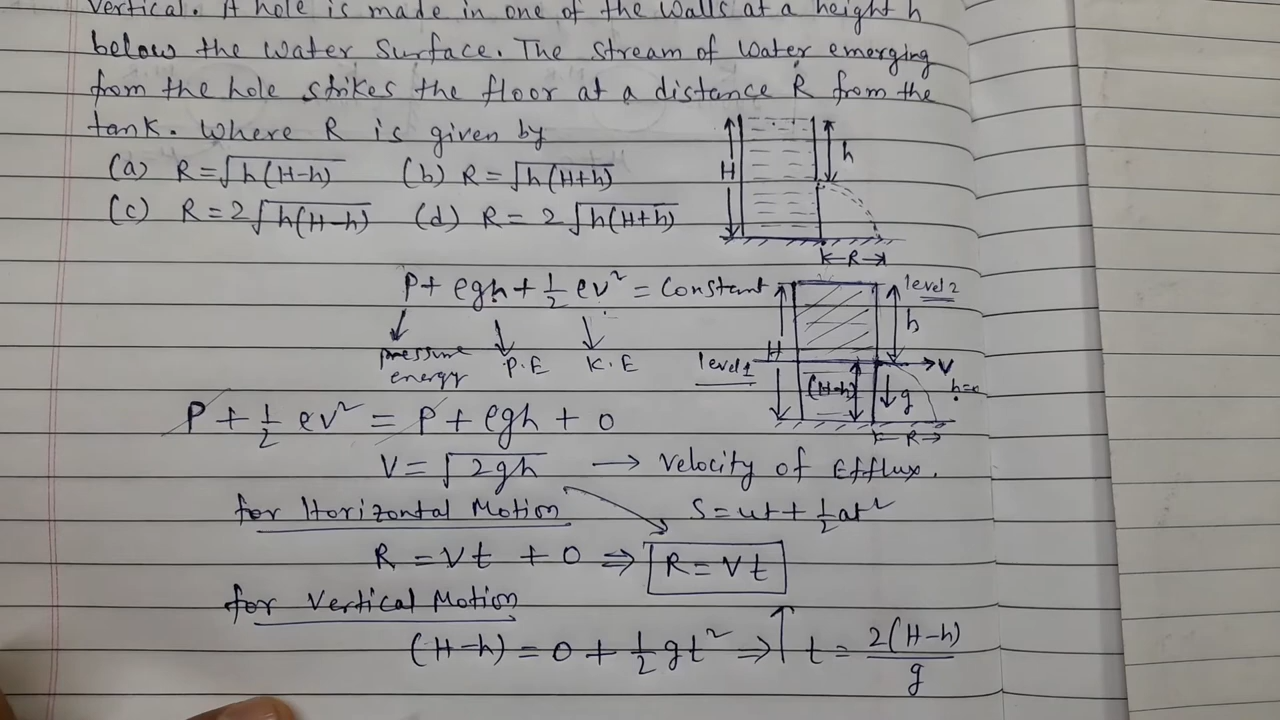 Vertical. A hole is made in one of the walls at a height h
below the water surface. The stream of water emerging
from the hole strikes the floor at a distance R from the
tank. Where R is given by
(a) R=√h(H-h) (b) R=√h(H+h)
(c) R=2√h(H-h) (d) R=2√h(H+h)
H
h
R
P+ ρgh+ 1/2 ρv² = Constant
pressure energy P.E K.E
level 2
h
H
level 1
V
(H-h)
g
R
P + 1/2 ρv² = P + ρgh + 0
V=√2gh → Velocity of Efflux.
for Horizontal Motion S=ut+1/2at²
R = Vt + 0 ⇒ R=Vt
for Vertical Motion
(H-h) = 0 + 1/2 gt² ⇒ t = 2(H-h)/g